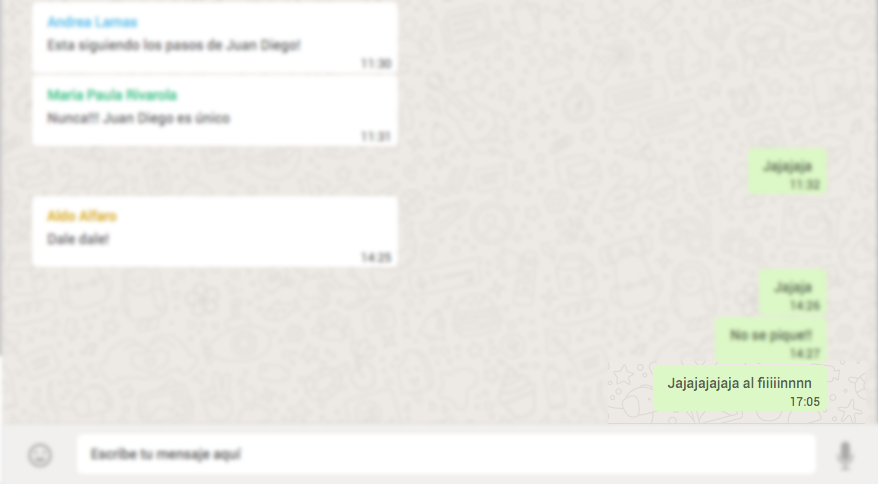 Andrea Lamas
Esta siguiendo los pasos de Juan Diego!
11:30
Maria Paula Rivarola
Nunca!!! Juan Diego es único
11:31
Jajajaja
11:32
Aldo Alfaro
Dale dale!
14:25
Jajaja
14:26
No se pique!!
14:27
Jajajajajaja al fiiiiinnnn
17:05
Escribe tu mensaje aquí